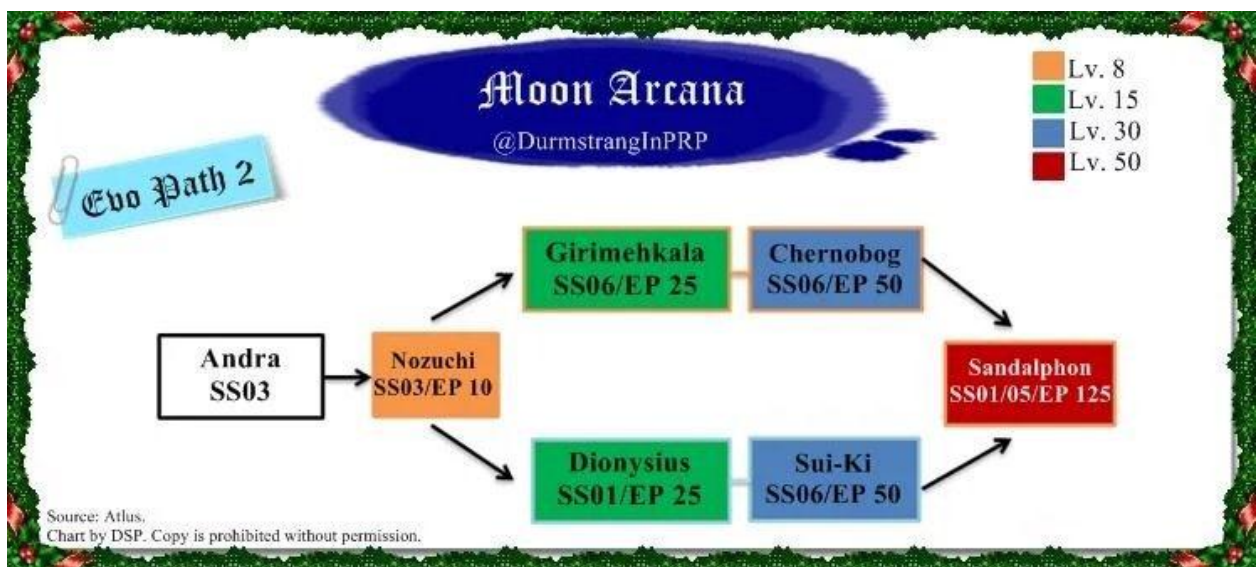 Moon Arcana
@DurmstrangInPRP
Lv. 8
Lv. 15
Lv. 30
Lv. 50
Evo Path 2
Girimehkala
SS06/EP 25
Chernobog
SS06/EP 50
Andra
SS03
Nozuchi
SS03/EP 10
Sandalphon
SS01/05/EP 125
Dionysius
SS01/EP 25
Sui-Ki
SS06/EP 50
Source: Atlus.
Chart by DSP. Copy is prohibited without permission.